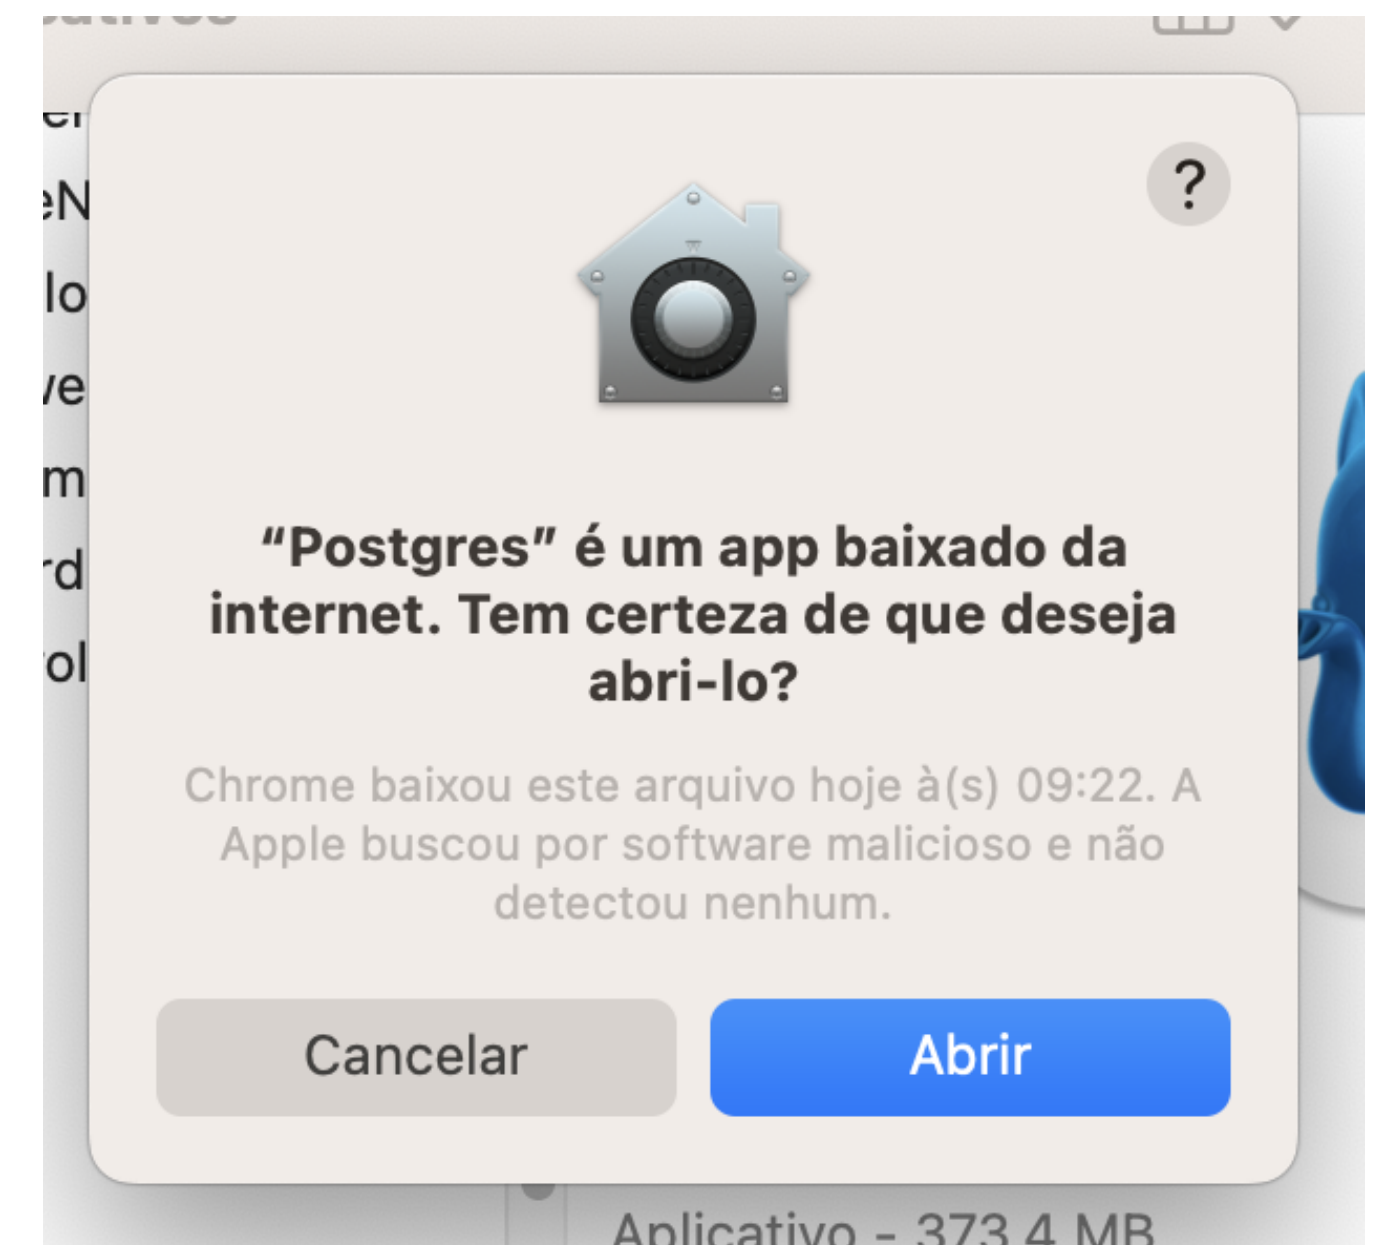 ?
“Postgres” é um app baixado da
internet. Tem certeza de que deseja
abri-lo?
Chrome baixou este arquivo hoje à(s) 09:22. A
Apple buscou por software malicioso e não
detectou nenhum.
Cancelar
Abrir
Aplicativo - 373,4 MB